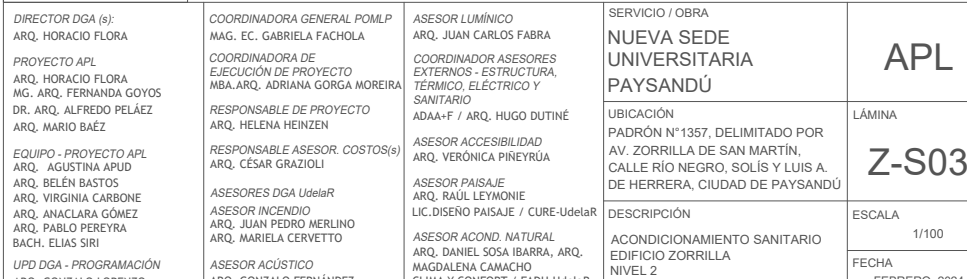 DIRECTOR DGA (s):
ARQ. HORACIO FLORA
PROYECTO APL
ARQ. HORACIO FLORA
MG. ARQ. FERNANDA GOYOS
DR. ARQ. ALFREDO PELÁEZ
ARQ. MARIO BAÉZ
EQUIPO - PROYECTO APL
ARQ. AGUSTINA APUD
ARQ. BELÉN BASTOS
ARQ. VIRGINIA CARBONE
ARQ. ANACLARA GÓMEZ
ARQ. PABLO PEREYRA
BACH. ELIAS SIRI
UPD DGA - PROGRAMACIÓN
COORDINADORA GENERAL POMLP
MAG. EC. GABRIELA FACHOLA
COORDINADORA DE
EJECUCIÓN DE PROYECTO
MBA.ARQ. ADRIANA GORGA MOREIRA
RESPONSABLE DE PROYECTO
ARQ. HELENA HEINZEN
RESPONSABLE ASESOR. COSTOS(s)
ARQ. CÉSAR GRAZIOLI
ASESORES DGA UdelaR
ASESOR INCENDIO
ARQ. JUAN PEDRO MERLINO
ARQ. MARIELA CERVETTO
ASESOR ACÚSTICO
ARQ. GONZALO FERNÁNDEZ
ASESOR LUMÍNICO
ARQ. JUAN CARLOS FABRA
COORDINADOR ASESORES
EXTERNOS - ESTRUCTURA,
TÉRMICO, ELÉCTRICO Y
SANITARIO
ADAA+F / ARQ. HUGO DUTINÉ
ASESOR ACCESIBILIDAD
ARQ. VERÓNICA PIÑEYRÚA
ASESOR PAISAJE
ARQ. RAÚL LEYMONIE
LIC.DISEÑO PAISAJE / CURE-UdelaR
ASESOR ACOND. NATURAL
ARQ. DANIEL SOSA IBARRA, ARQ.
MAGDALENA CAMACHO
SERVICIO / OBRA
NUEVA SEDE
UNIVERSITARIA
PAYSANDÚ
UBICACIÓN
PADRÓN N°1357, DELIMITADO POR
AV. ZORRILLA DE SAN MARTÍN,
CALLE RÍO NEGRO, SOLÍS Y LUIS A.
DE HERRERA, CIUDAD DE PAYSANDÚ
DESCRIPCIÓN
ACONDICIONAMIENTO SANITARIO
EDIFICIO ZORRILLA
NIVEL 2
APL
LÁMINA
Z-S03
ESCALA
1/100
FECHA